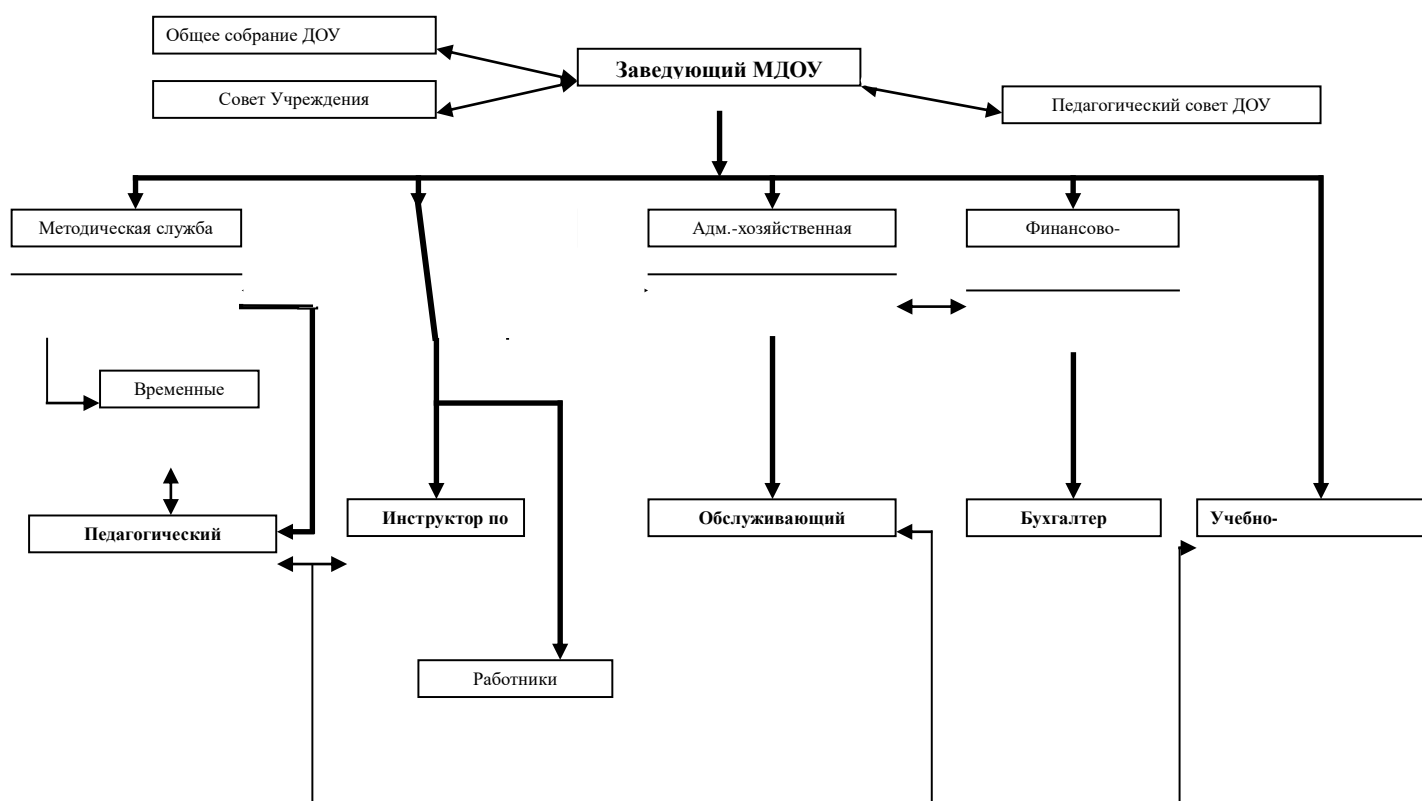 Общее собрание ДОУ
Заведующий МДОУ
Совет Учреждения
Педагогический совет ДОУ
Методическая служба
Адм.-хозяйственная
Финансово-
Временные
Педагогический
Инструктор по
Обслуживающий
Бухгалтер
Учебно-
Работники